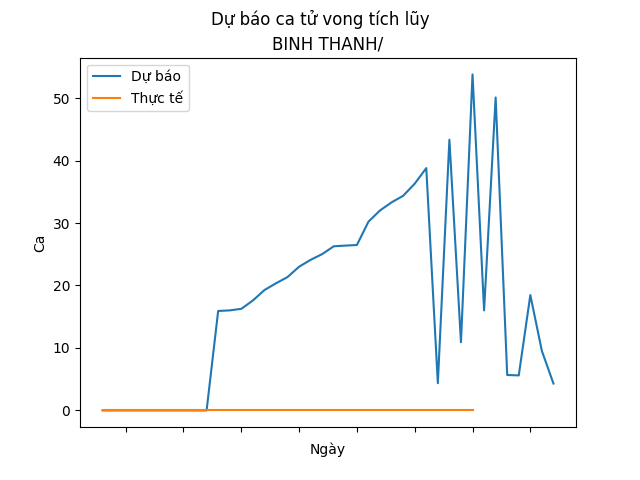 Dự báo ca tử vong tích lũy
BINH THANH/
Dự báo
Thực tế
50
40
30
20
10
0
Ca
Ngày